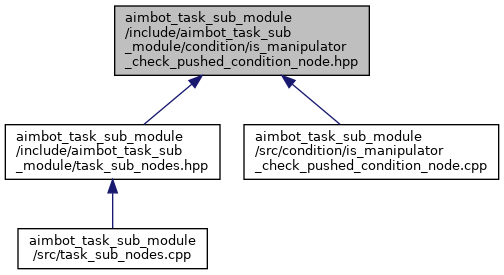 aimbot_task_sub_module
/include/aimbot_task_sub
_module/condition/is_manipulator
_check_pushed_condition_node.hpp
aimbot_task_sub_module
/include/aimbot_task_sub
_module/task_sub_nodes.hpp
aimbot_task_sub_module
/src/condition/is_manipulator
_check_pushed_condition_node.cpp
aimbot_task_sub_module
/src/task_sub_nodes.cpp